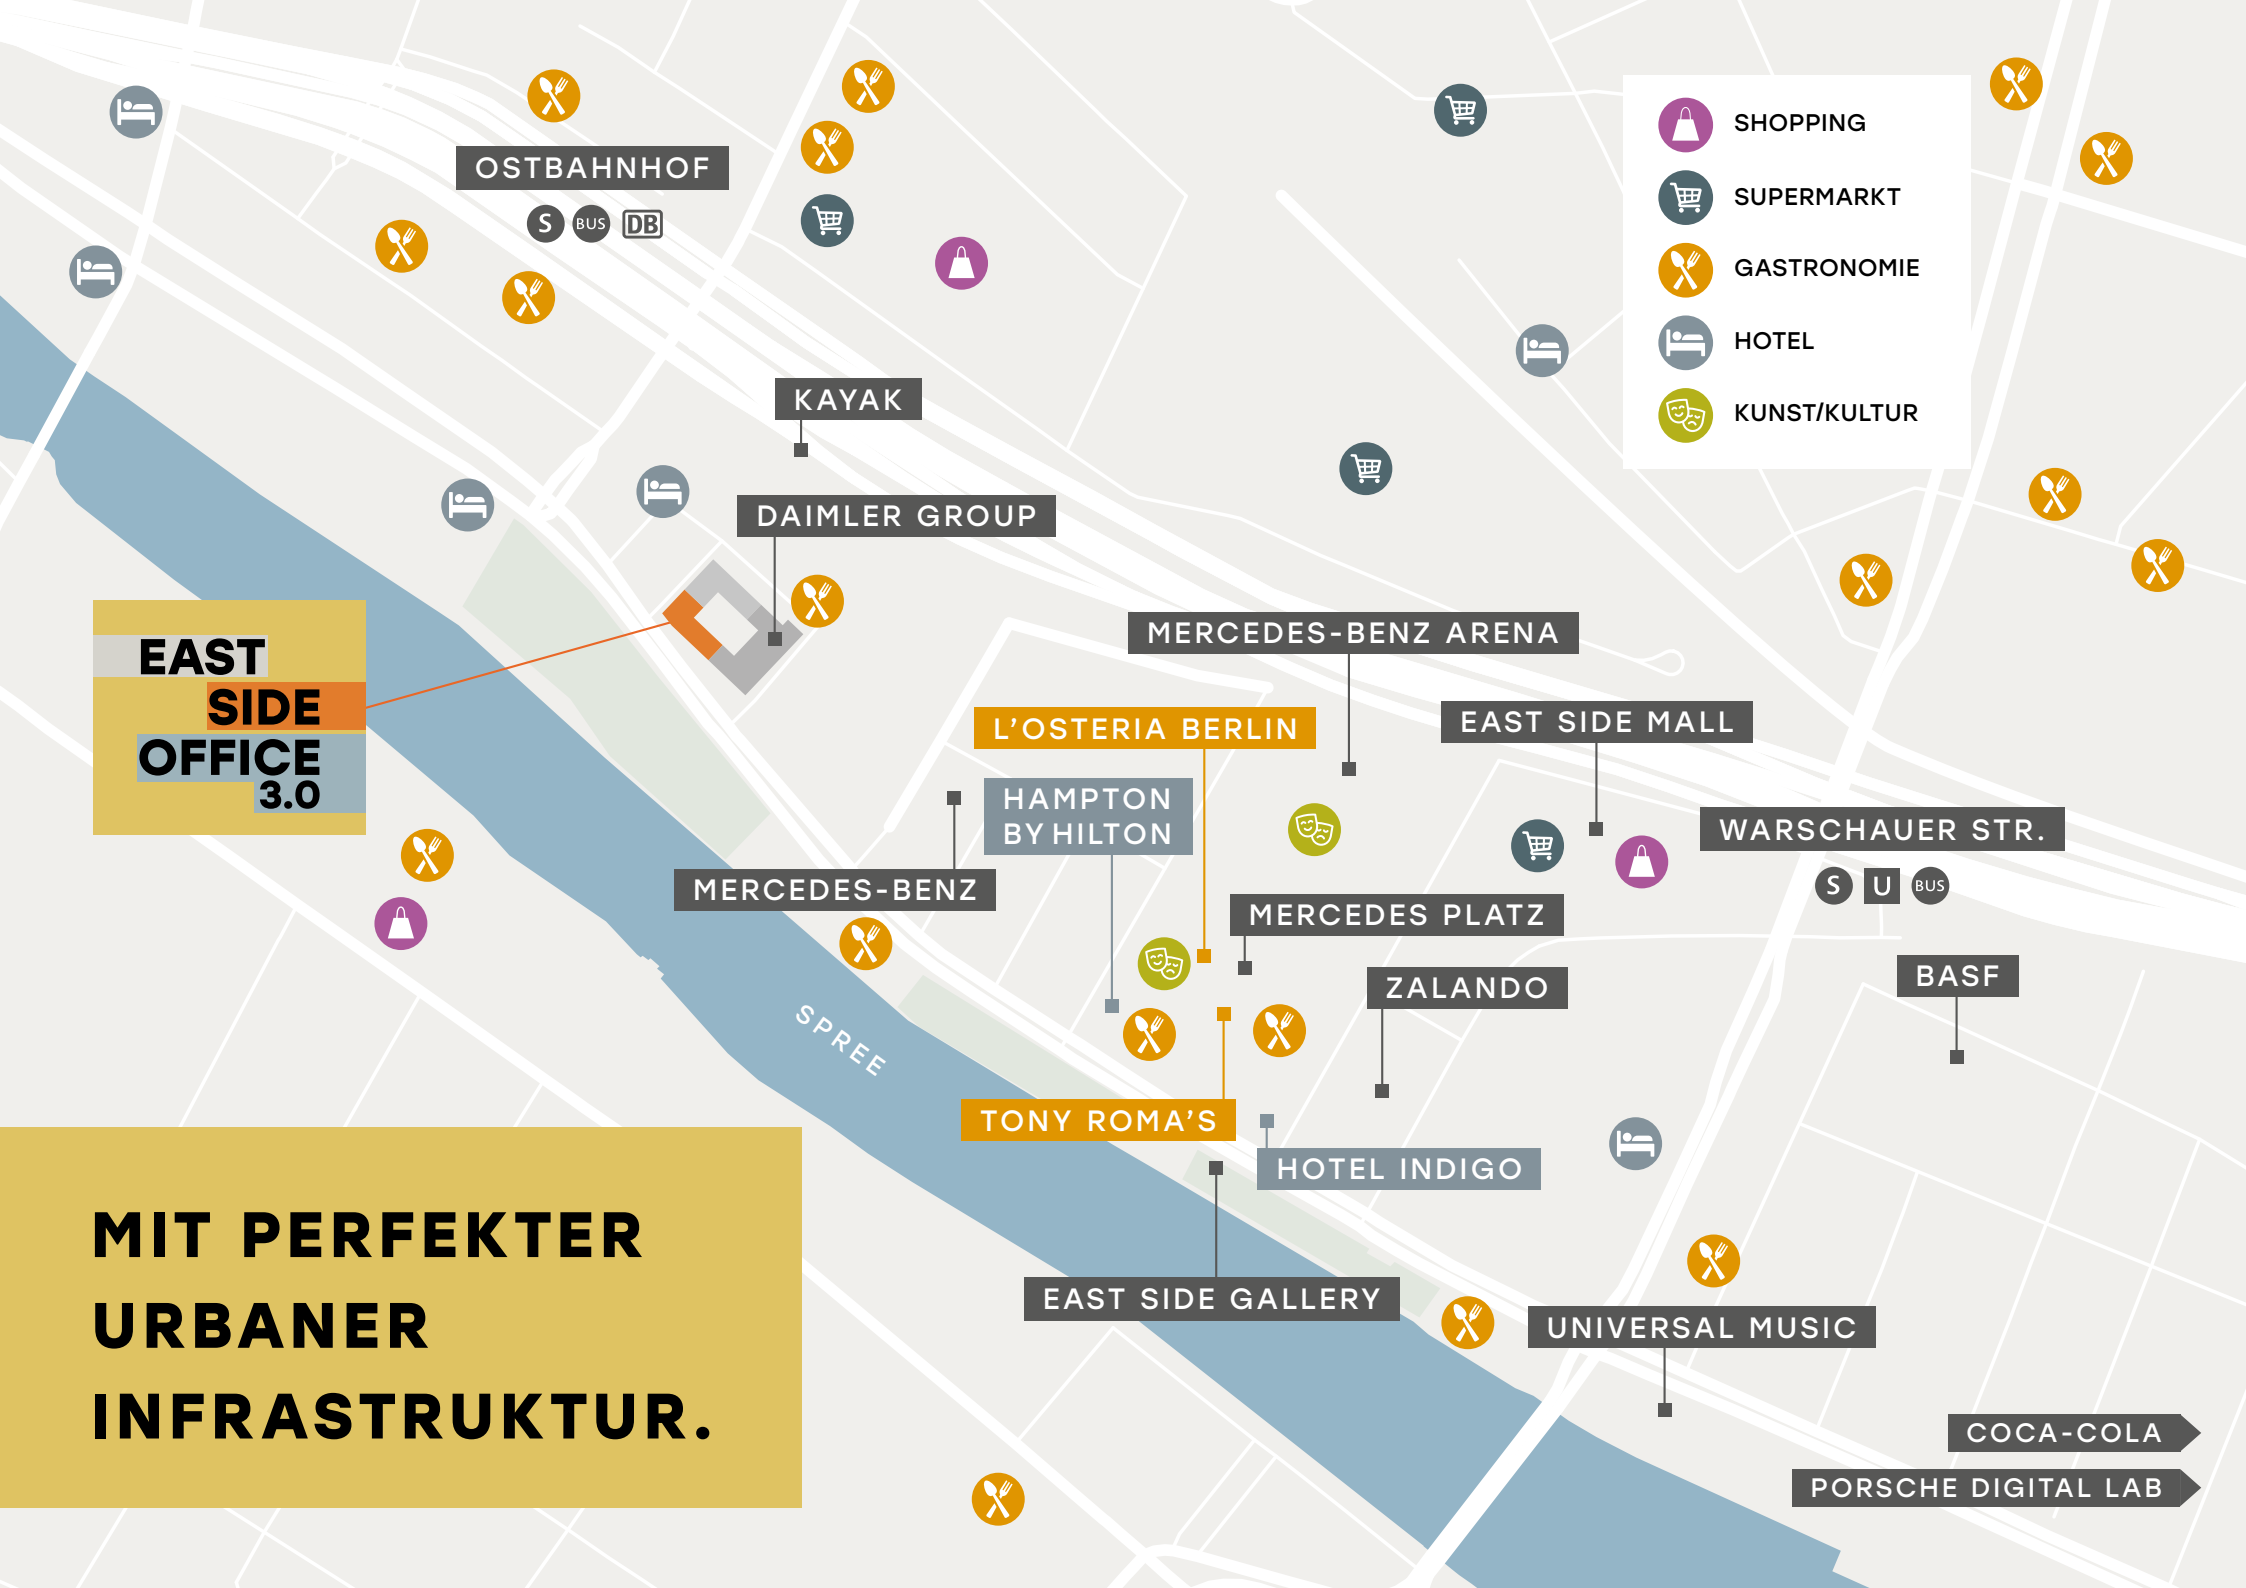 OSTBAHNHOF
S BUS DB
KAYAK
DAIMLER GROUP
SHOPPING
SUPERMARKT
GASTRONOMIE
HOTEL
KUNST/KULTUR
EAST
SIDE
OFFICE
3.0
MERCEDES-BENZ ARENA
L’OSTERIA BERLIN
EAST SIDE MALL
HAMPTON
BY HILTON
WARSCHAUER STR.
S U BUS
MERCEDES-BENZ
MERCEDES PLATZ
ZALANDO
BASF
SPREE
TONY ROMA’S
HOTEL INDIGO
EAST SIDE GALLERY
UNIVERSAL MUSIC
COCA-COLA
PORSCHE DIGITAL LAB
MIT PERFEKTER
URBANER
INFRASTRUKTUR.